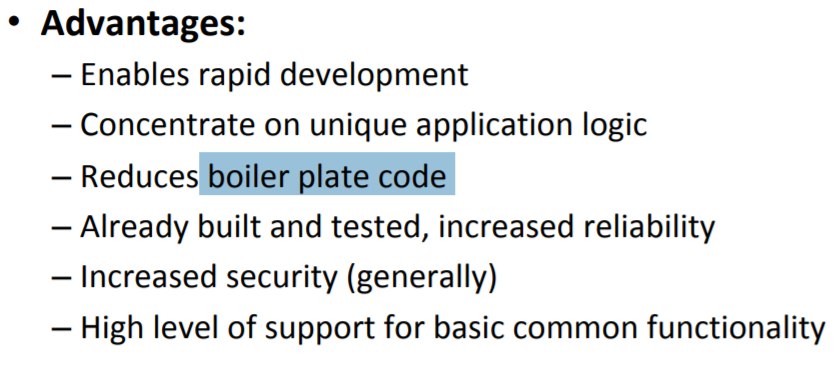 • Advantages:
– Enables rapid development
– Concentrate on unique application logic
– Reduces boiler plate code
– Already built and tested, increased reliability
– Increased security (generally)
– High level of support for basic common functionality